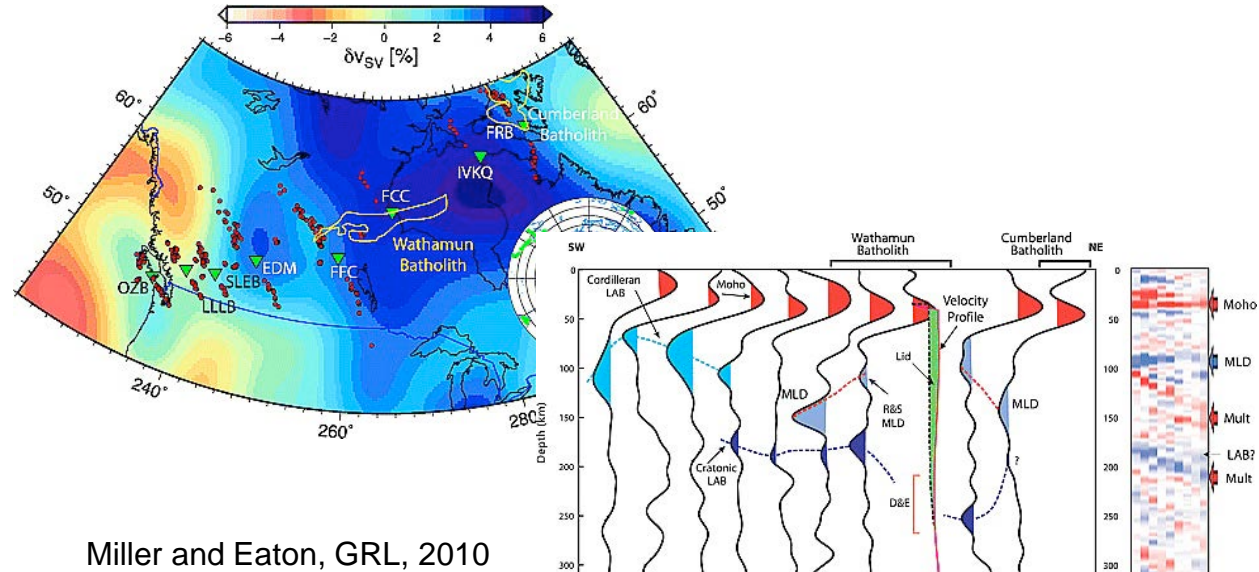 −6 −4 −2 0 2 4 6
δvSV [%]
60°
50°
240°
260°
280°
60°
50°
Cumberland
Batholith
FRB
IVKQ
FCC
Wathamun
Batholith
FFC
EDM
SLEB
LLLB
OZB
SW
Wathamun
Batholith
Cumberland
Batholith
NE
0
50
100
150
200
250
300
Depth (km)
Cordilleran
LAB
Moho
Velocity
Profile
Lid
MLD
R&S
MLD
MLD
Cratonic
LAB
D&E
?
0
50
100
150
200
250
300
Moho
MLD
Mult
LAB?
Mult
Miller and Eaton, GRL, 2010